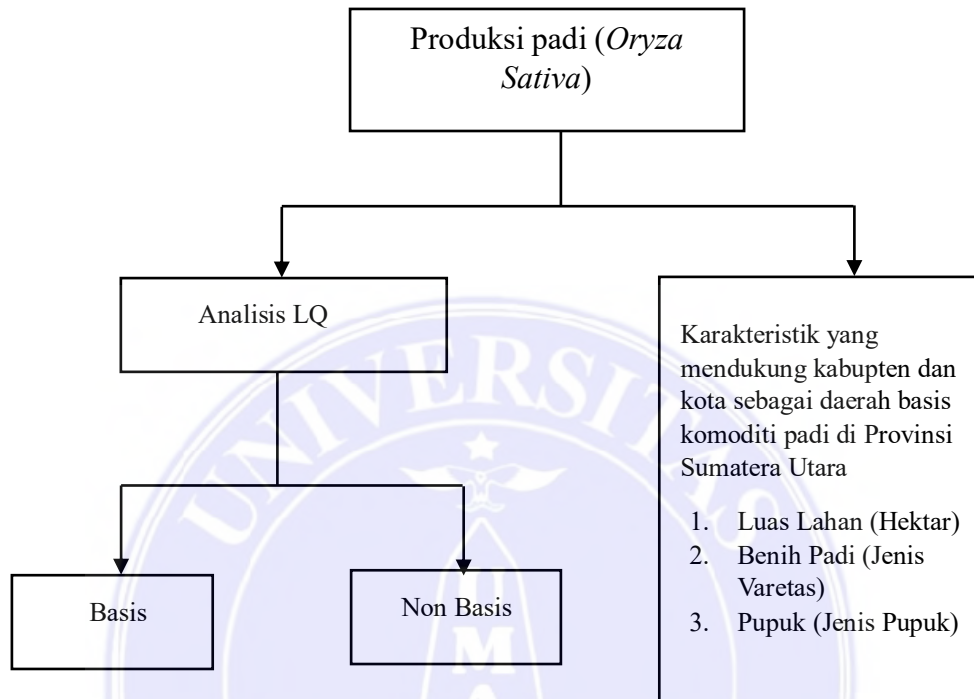 Produksi padi (Oryza
Sativa)
Analisis LQ
Karakteristik yang
mendukung kabupten dan
kota sebagai daerah basis
komoditi padi di Provinsi
Sumatera Utara
1. Luas Lahan (Hektar)
2. Benih Padi (Jenis
Varetas)
3. Pupuk (Jenis Pupuk)
Basis
Non Basis
UNIVERSITAS
M